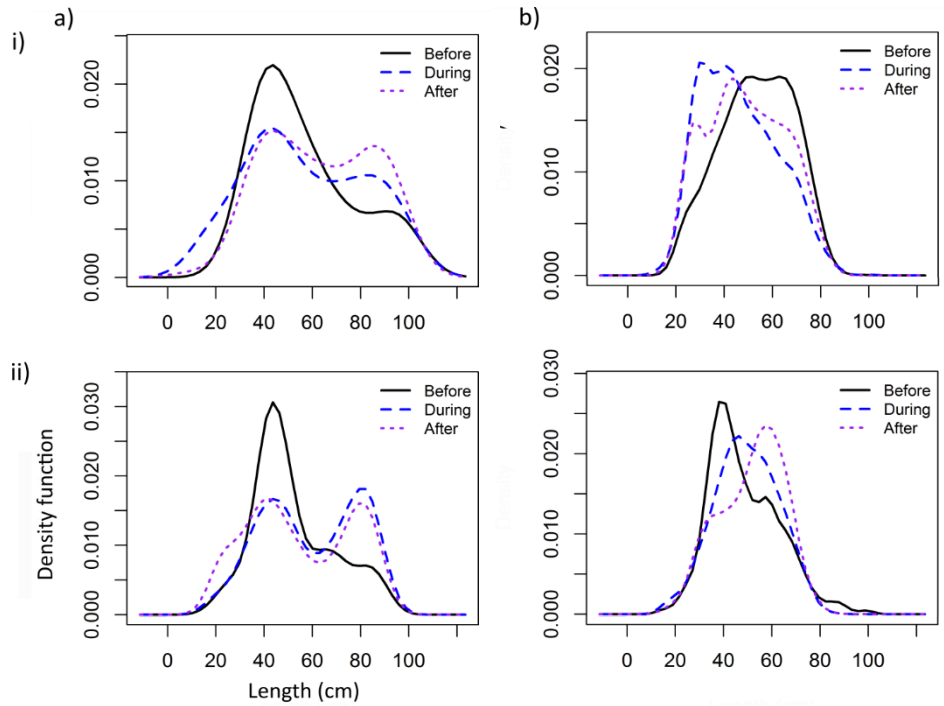 a)
b)
i)
Before
During
After
0.000 0.010 0.020
0 20 40 60 80 100
Before
During
After
0.000 0.010 0.020
0 20 40 60 80 100
ii)
Before
During
After
Density function
0.000 0.010 0.020 0.030
0 20 40 60 80 100
Length (cm)
Before
During
After
0.000 0.010 0.020 0.030
0 20 40 60 80 100